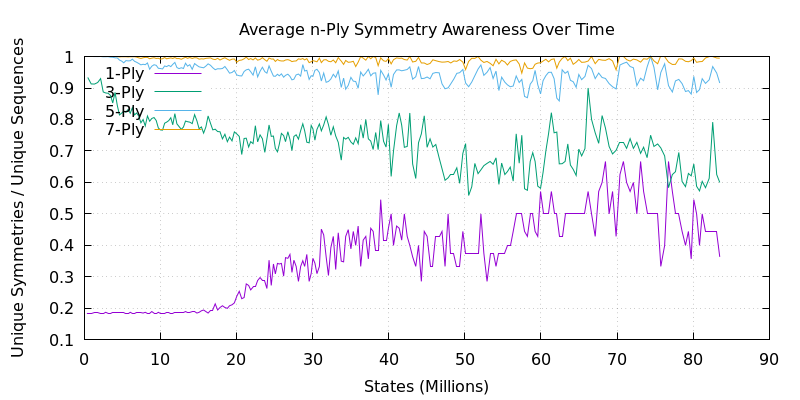 Average n-Ply Symmetry Awareness Over Time
Unique Symmetries / Unique Sequences
1
0.9
0.8
0.7
0.6
0.5
0.4
0.3
0.2
0.1
1-Ply
3-Ply
5-Ply
7-Ply
0 10 20 30 40 50 60 70 80 90
States (Millions)